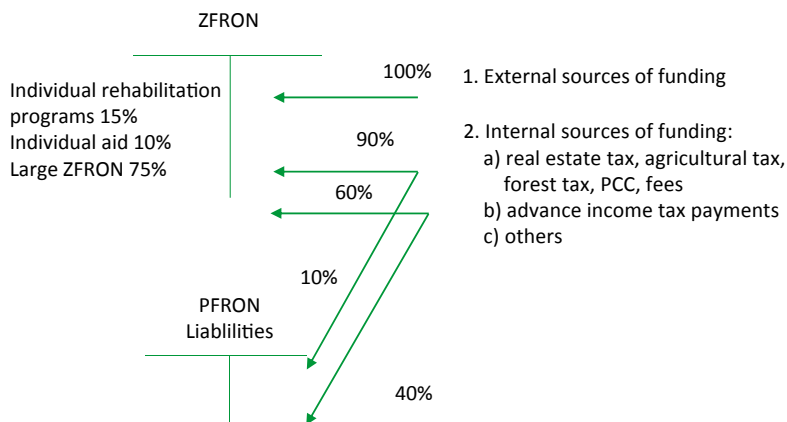 ZFRON
Individual rehabilitation
programs 15%
Individual aid 10%
Large ZFRON 75%
100%
90%
60%
1. External sources of funding
2. Internal sources of funding:
a) real estate tax, agricultural tax,
forest tax, PCC, fees
b) advance income tax payments
c) others
10%
PFRON
Liablilities
40%